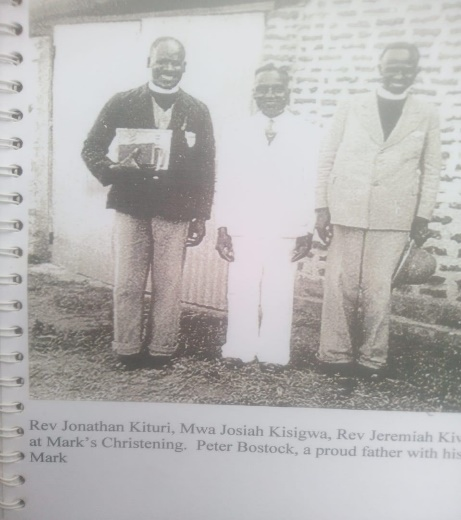 Rev Jonathan Kituri, Mwa Josiah Kisigwa, Rev Jeremiah
at Mark's Christening. Peter Bostock, a proud father with his
Mark